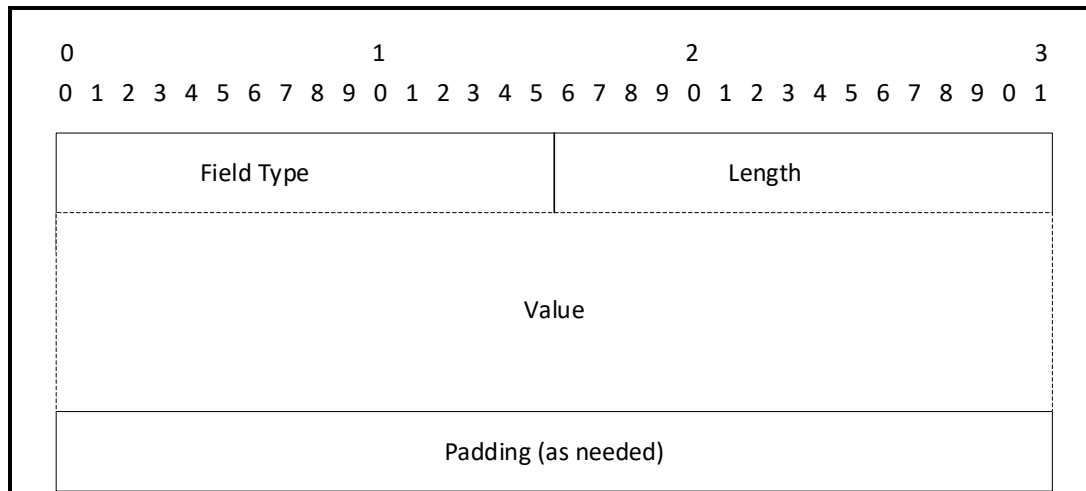 0 1 2 3
0 1 2 3 4 5 6 7 8 9 0 1 2 3 4 5 6 7 8 9 0 1 2 3 4 5 6 7 8 9 0 1
Field Type Length
Value
Padding (as needed)